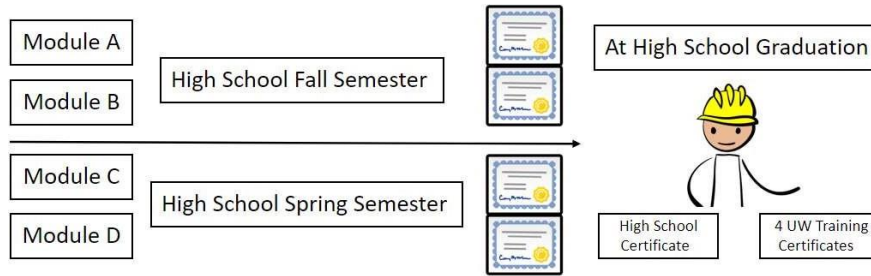 Module A
Module B
High School Fall Semester
Module C
Module D
High School Spring Semester
At High School Graduation
High School
Certificate
4 UW Training
Certificates